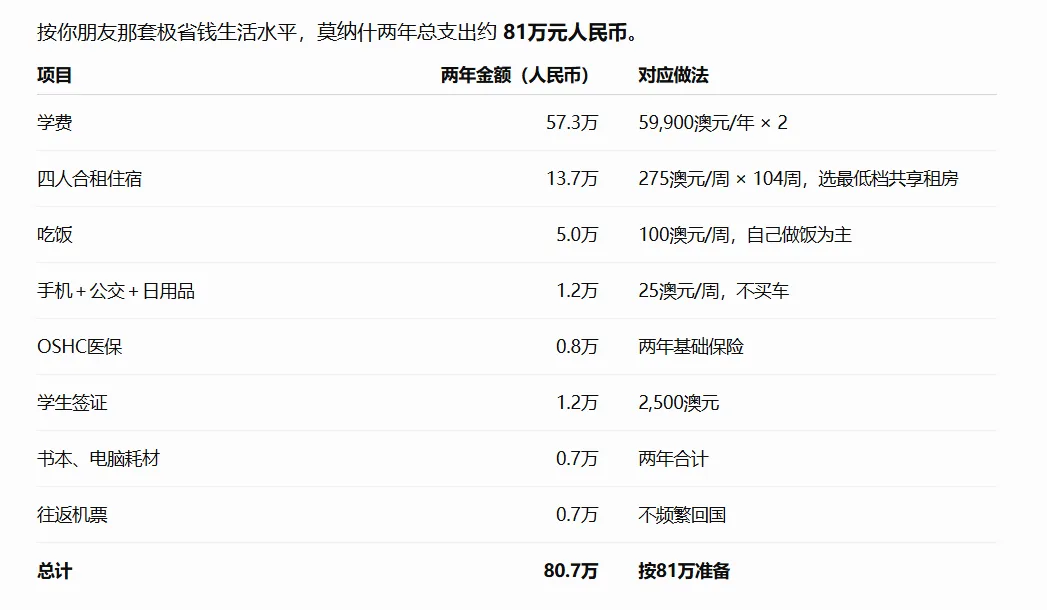 按你朋友那套极省钱生活水平，莫纳什两年总支出约 81万元人民币。
项目 两年金额（人民币） 对应做法
学费 57.3万 59,900澳元/年 × 2
四人合租住宿 13.7万 275澳元/周 × 104周，选最低档共享租房
吃饭 5.0万 100澳元/周，自己做饭为主
手机＋公交＋日用品 1.2万 25澳元/周，不买车
OSHC医保 0.8万 两年基础保险
学生签证 1.2万 2,500澳元
书本、电脑耗材 0.7万 两年合计
往返机票 0.7万 不频繁回国
总计 80.7万 按81万准备